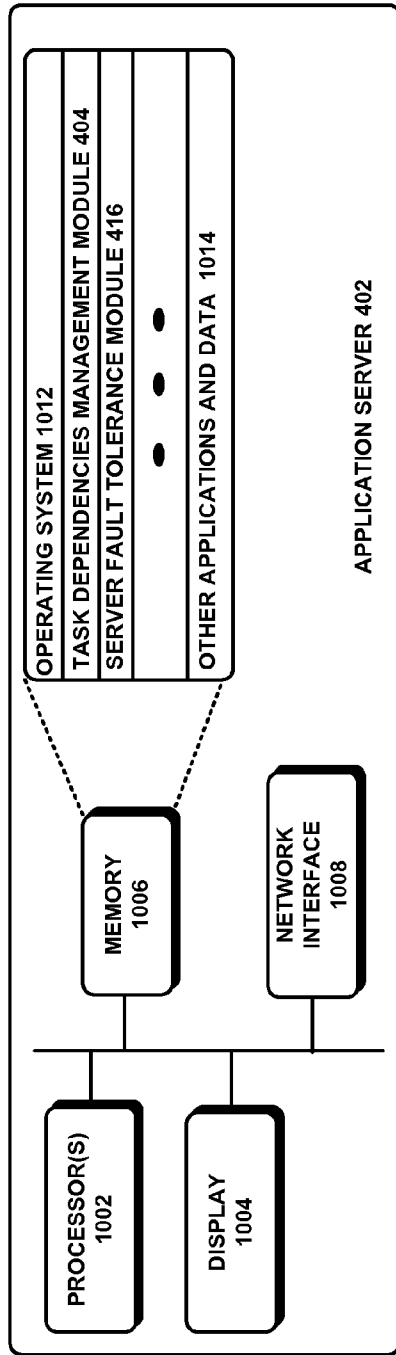 PROCESSOR(S)
1002
DISPLAY
1004
MEMORY
1006
NETWORK
INTERFACE
1008
OPERATING SYSTEM 1012
TASK DEPENDENCIES MANAGEMENT MODULE 404
SERVER FAULT TOLERANCE MODULE 416
OTHER APPLICATIONS AND DATA 1014
APPLICATION SERVER 402